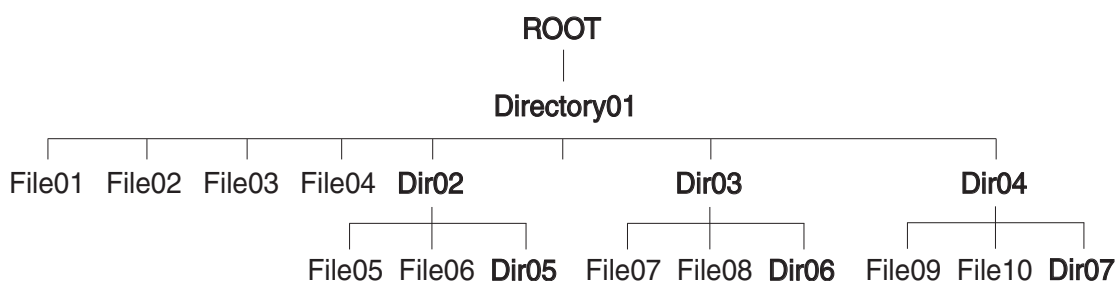 ROOT
Directory01
File01 File02 File03 File04 Dir02 Dir03 Dir04
File05 File06 Dir05 File07 File08 Dir06 File09 File10 Dir07